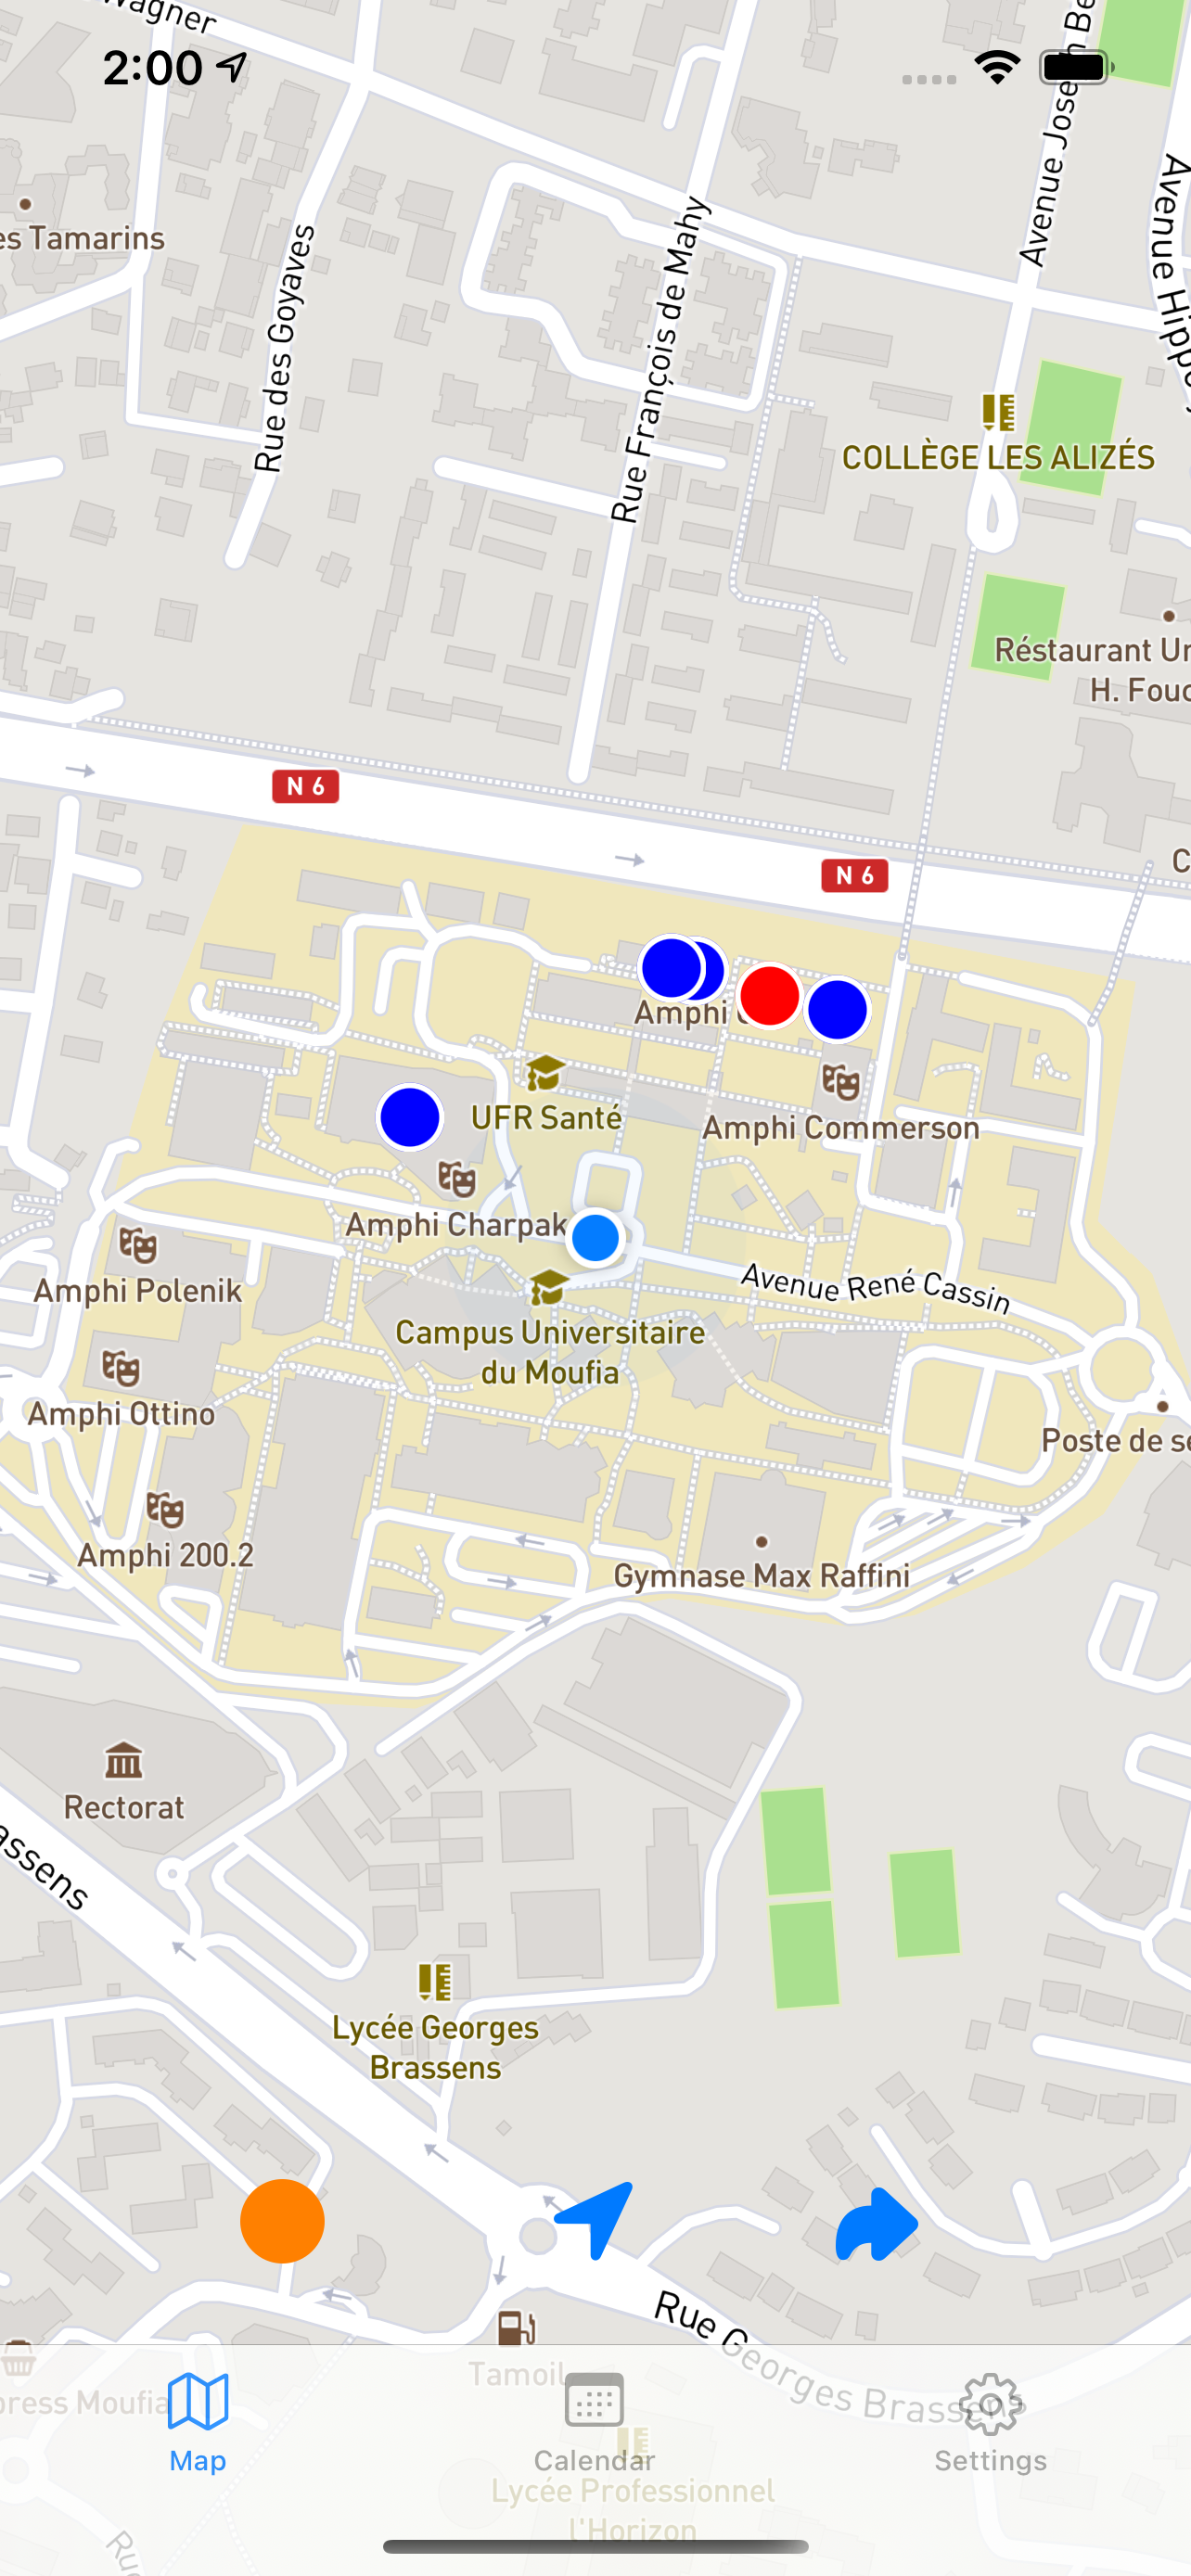 Wagner
2:00
Avenue Joseph Be
Avenue Hippo
es Tamarins
Rue des Goyaves
Rue François de Mahy
COLLÈGE LES ALIZÉS
Réstaurant Un
H. Fouc
N 6
N 6
C
Amphi
UFR Santé
Amphi Commerson
Amphi Charpak
Amphi Polenik
Avenue René Cassin
Campus Universitaire
du Moufia
Amphi Ottino
Poste de se
Amphi 200.2
Gymnase Max Raffini
Rectorat
assens
Lycée Georges
Brassens
Rue Georges Brassens
Tamoil
press Moufia
Map
Calendar
Settings
Lycée Professionnel
l'Horizon
Rue